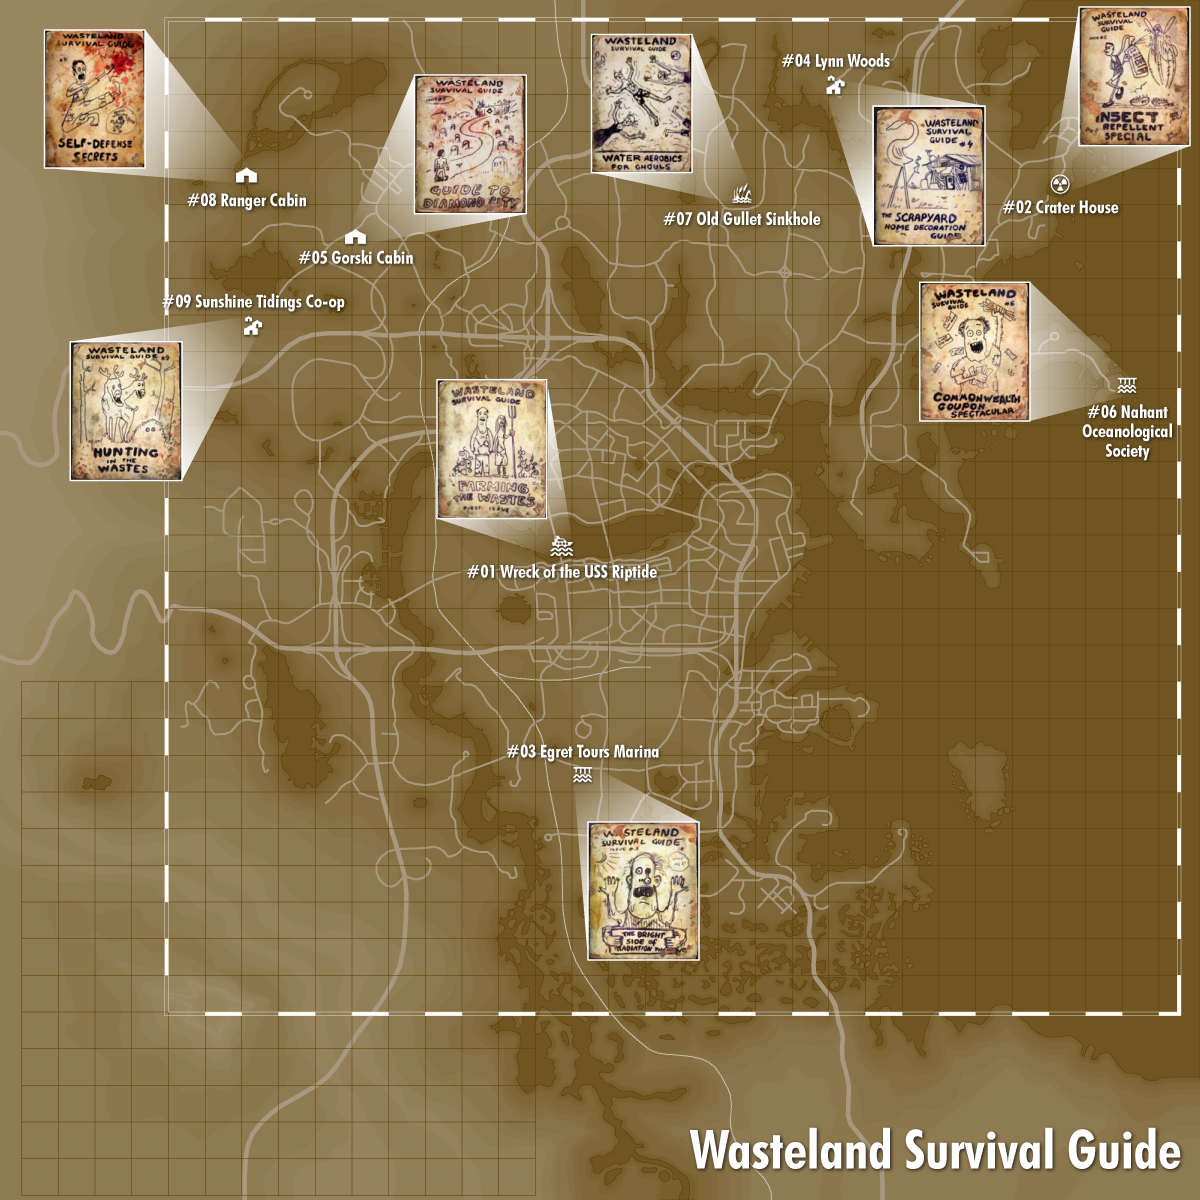 WASTELAND
SURVIVAL GUIDE
SELF-DEFENSE
SECRETS
#08 Ranger Cabin
WASTELAND
SURVIVAL GUIDE
GUIDE TO
DIAMOND CITY
#05 Gorski Cabin
WASTELAND
SURVIVAL GUIDE
WATER AEROBICS
FOR GHOULS
#07 Old Gullet Sinkhole
#04 Lynn Woods
WASTELAND
SURVIVAL
GUIDE #4
THE SCRAPYARD
HOME DECORATION
GUIDE
WASTELAND
SURVIVAL
GUIDE
INSECT
REPELLENT
SPECIAL
#02 Crater House
#09 Sunshine Tidings Co-op
WASTELAND
SURVIVAL GUIDE #9
HUNTING
IN THE
WASTES
WASTELAND
SURVIVAL GUIDE
FARMING
THE WASTES
FIRST ISSUE
#01 Wreck of the USS Riptide
WASTELAND
SURVIVAL
GUIDE
#6
COMMONWEALTH
COUPON
SPECTACULAR
#06 Nahant
Oceanological
Society
#03 Egret Tours Marina
WASTELAND
SURVIVAL GUIDE
THE BRIGHT
SIDE OF
RADIATION
Wasteland Survival Guide